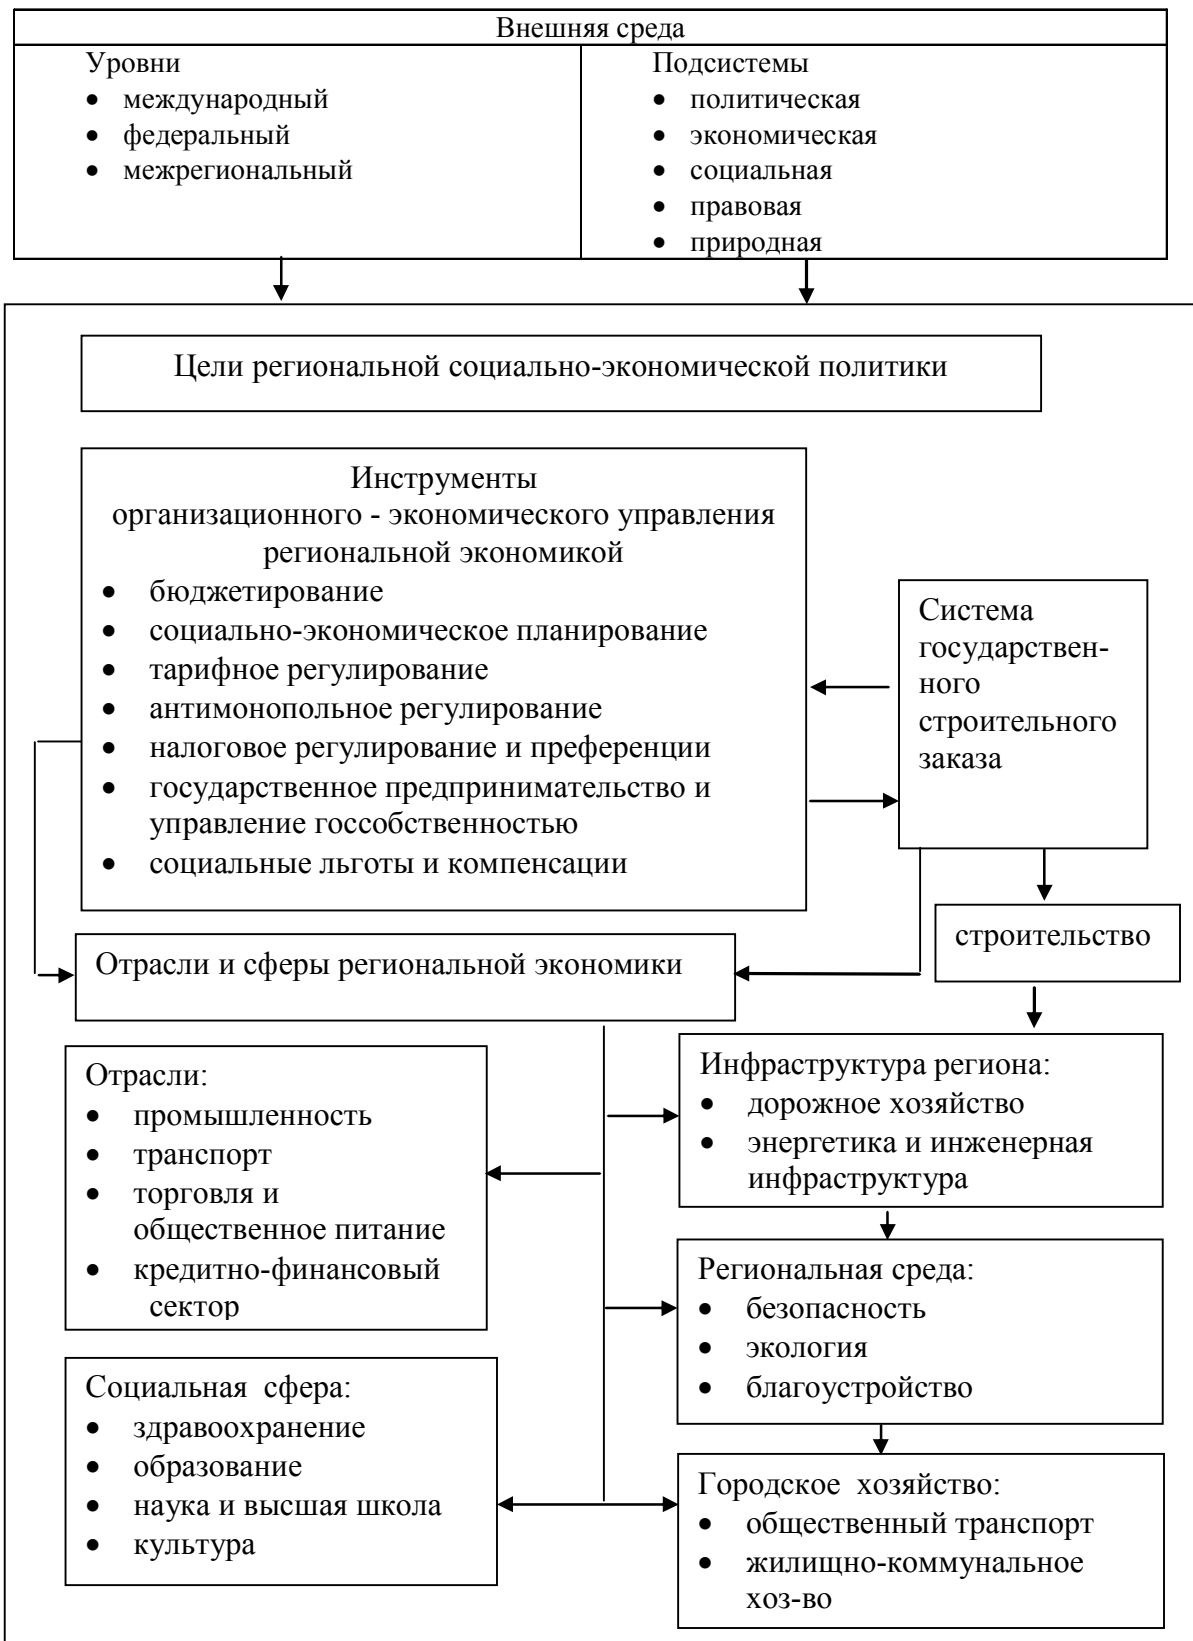 Внешняя среда
Уровни
• международный
• федеральный
• межрегиональный
Подсистемы
• политическая
• экономическая
• социальная
• правовая
• природная
Цели региональной социально-экономической политики
Инструменты
организационного - экономического управления
региональной экономикой
• бюджетирование
• социально-экономическое планирование
• тарифное регулирование
• антимонопольное регулирование
• налоговое регулирование и преференции
• государственное предпринимательство и
управление госсобственностью
• социальные льготы и компенсации
Система
государствен-
ного
строительного
заказа
строительство
Отрасли и сферы региональной экономики
Отрасли:
• промышленность
• транспорт
• торговля и
общественное питание
• кредитно-финансовый
сектор
Инфраструктура региона:
• дорожное хозяйство
• энергетика и инженерная
инфраструктура
Региональная среда:
• безопасность
• экология
• благоустройство
Социальная сфера:
• здравоохранение
• образование
• наука и высшая школа
• культура
Городское хозяйство:
• общественный транспорт
• жилищно-коммунальное
хоз-во